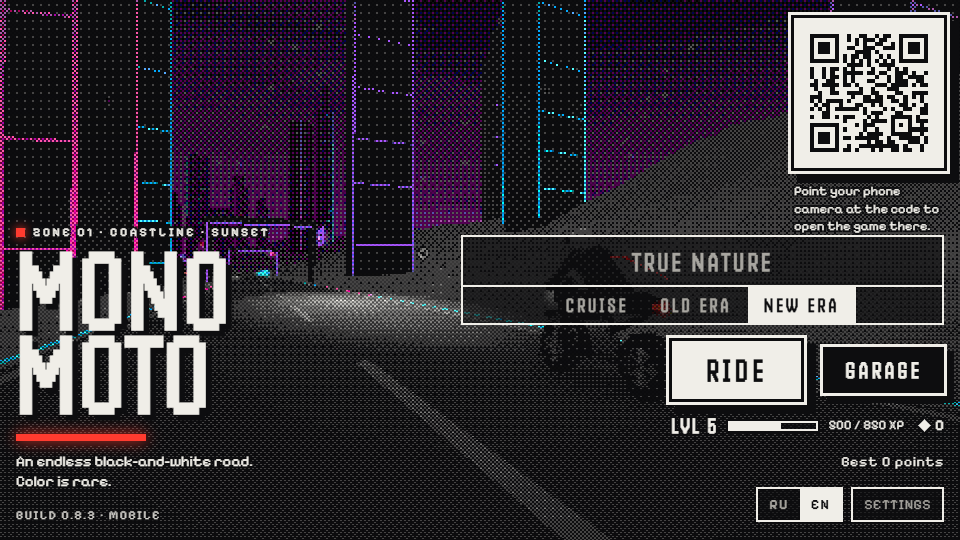 ZONE 01 · COASTLINE · SUNSET
MONO
MOTO
An endless black-and-white road.
Color is rare.
BUILD 0.8.3 · MOBILE
Point your phone
camera at the code to
open the game there.
TRUE NATURE
CRUISE OLD ERA NEW ERA
RIDE GARAGE
LVL 5 800 / 890 XP ◆ 0
Best 0 points
RU EN SETTINGS